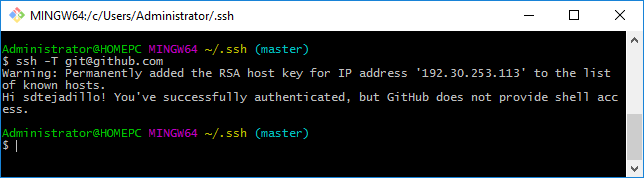 MINGW64:/c/Users/Administrator/.ssh
Administrator@HOMEPC MINGW64 ~/.ssh (master)
$ ssh -T git@github.com
Warning: Permanently added the RSA host key for IP address '192.30.253.113' to the list
of known hosts.
Hi sdtejadillo! You've successfully authenticated, but GitHub does not provide shell acc
ess.
Administrator@HOMEPC MINGW64 ~/.ssh (master)
$